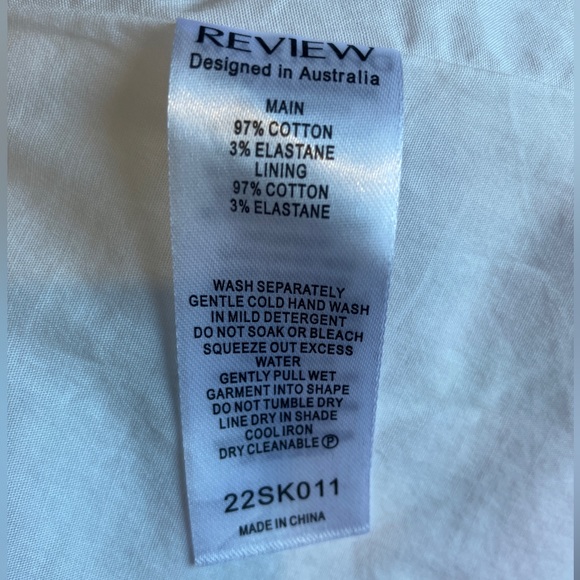 REVIEW
Designed in Australia
MAIN
97% COTTON
3% ELASTANE
LINING
97% COTTON
3% ELASTANE
WASH SEPARATELY
GENTLE COLD HAND WASH
IN MILD DETERGENT
DO NOT SOAK OR BLEACH
SQUEEZE OUT EXCESS
WATER
GENTLY PULL WET
GARMENT INTO SHAPE
DO NOT TUMBLE DRY
LINE DRY IN SHADE
COOL IRON
DRY CLEANABLE Ⓟ
22SK011
MADE IN CHINA